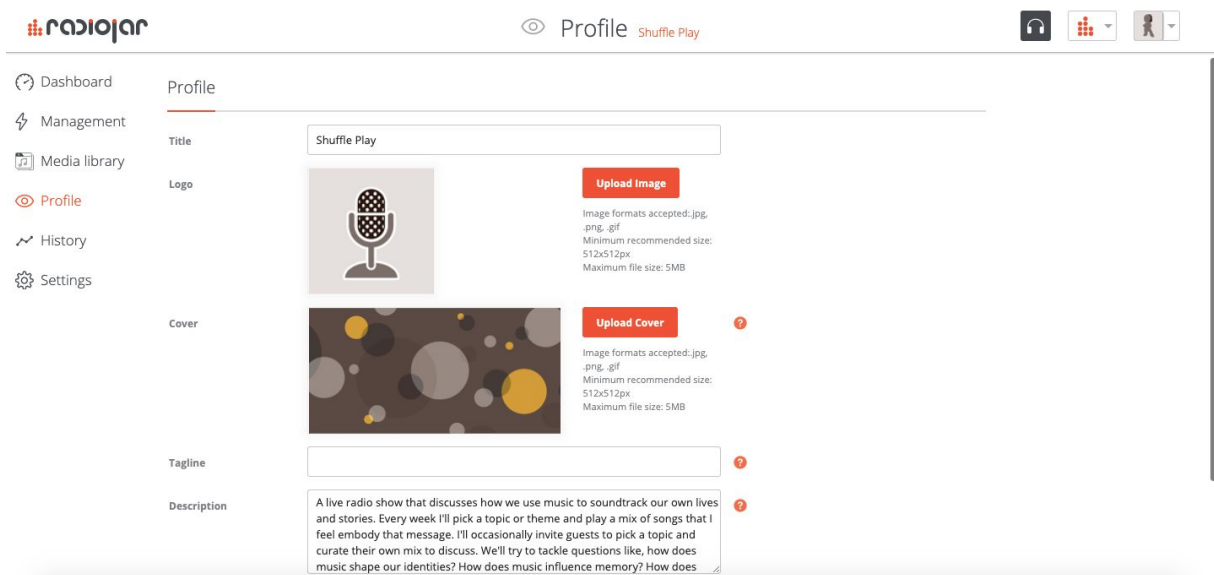 radiojar
Profile Shuffle Play
Dashboard
Management
Media library
Profile
History
Settings
Profile
Title
Shuffle Play
Logo
Upload Image
Image formats accepted:.jpg,
.png, .gif
Minimum recommended size:
512x512px
Maximum file size: 5MB
Cover
Upload Cover
?
Image formats accepted:.jpg,
.png, .gif
Minimum recommended size:
512x512px
Maximum file size: 5MB
Tagline
?
Description
?
A live radio show that discusses how we use music to soundtrack our own lives
and stories. Every week I'll pick a topic or theme and play a mix of songs that I
feel embody that message. I'll occasionally invite guests to pick a topic and
curate their own mix to discuss. We'll try to tackle questions like, how does
music shape our identities? How does music influence memory? How does